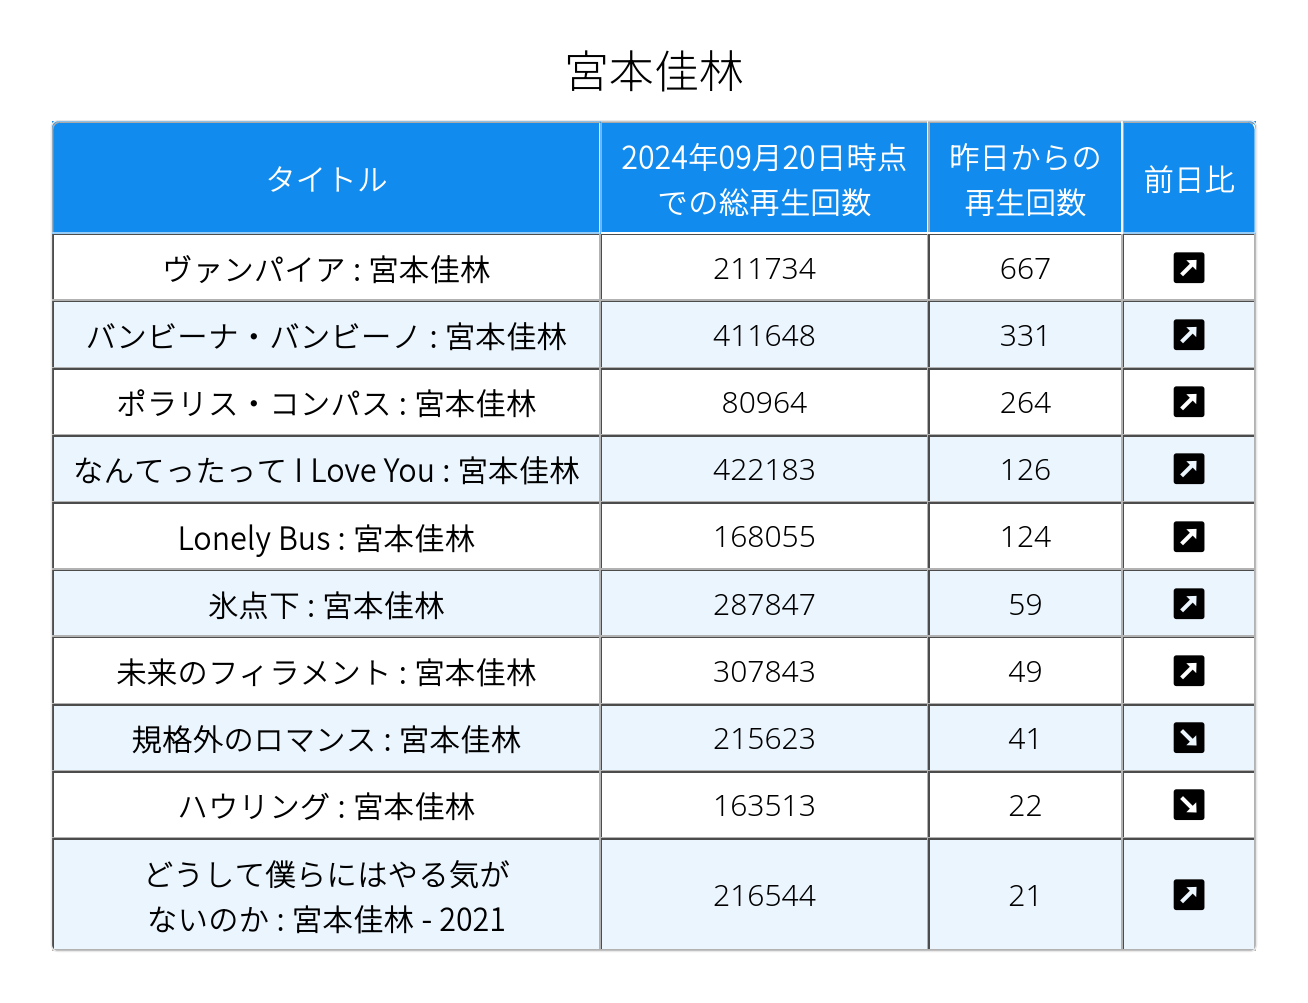 宮本佳林
タイトル
2024年09月20日時点
での総再生回数
昨日からの
再生回数
前日比
ヴァンパイア : 宮本佳林 211734 667 ↗
バンビーナ・バンビーノ : 宮本佳林 411648 331 ↗
ポラリス・コンパス : 宮本佳林 80964 264 ↗
なんてったって I Love You : 宮本佳林 422183 126 ↗
Lonely Bus : 宮本佳林 168055 124 ↗
氷点下 : 宮本佳林 287847 59 ↗
未来のフィラメント : 宮本佳林 307843 49 ↗
規格外のロマンス : 宮本佳林 215623 41 ↘
ハウリング : 宮本佳林 163513 22 ↘
どうして僕らにはやる気が
ないのか : 宮本佳林 - 2021 216544 21 ↗